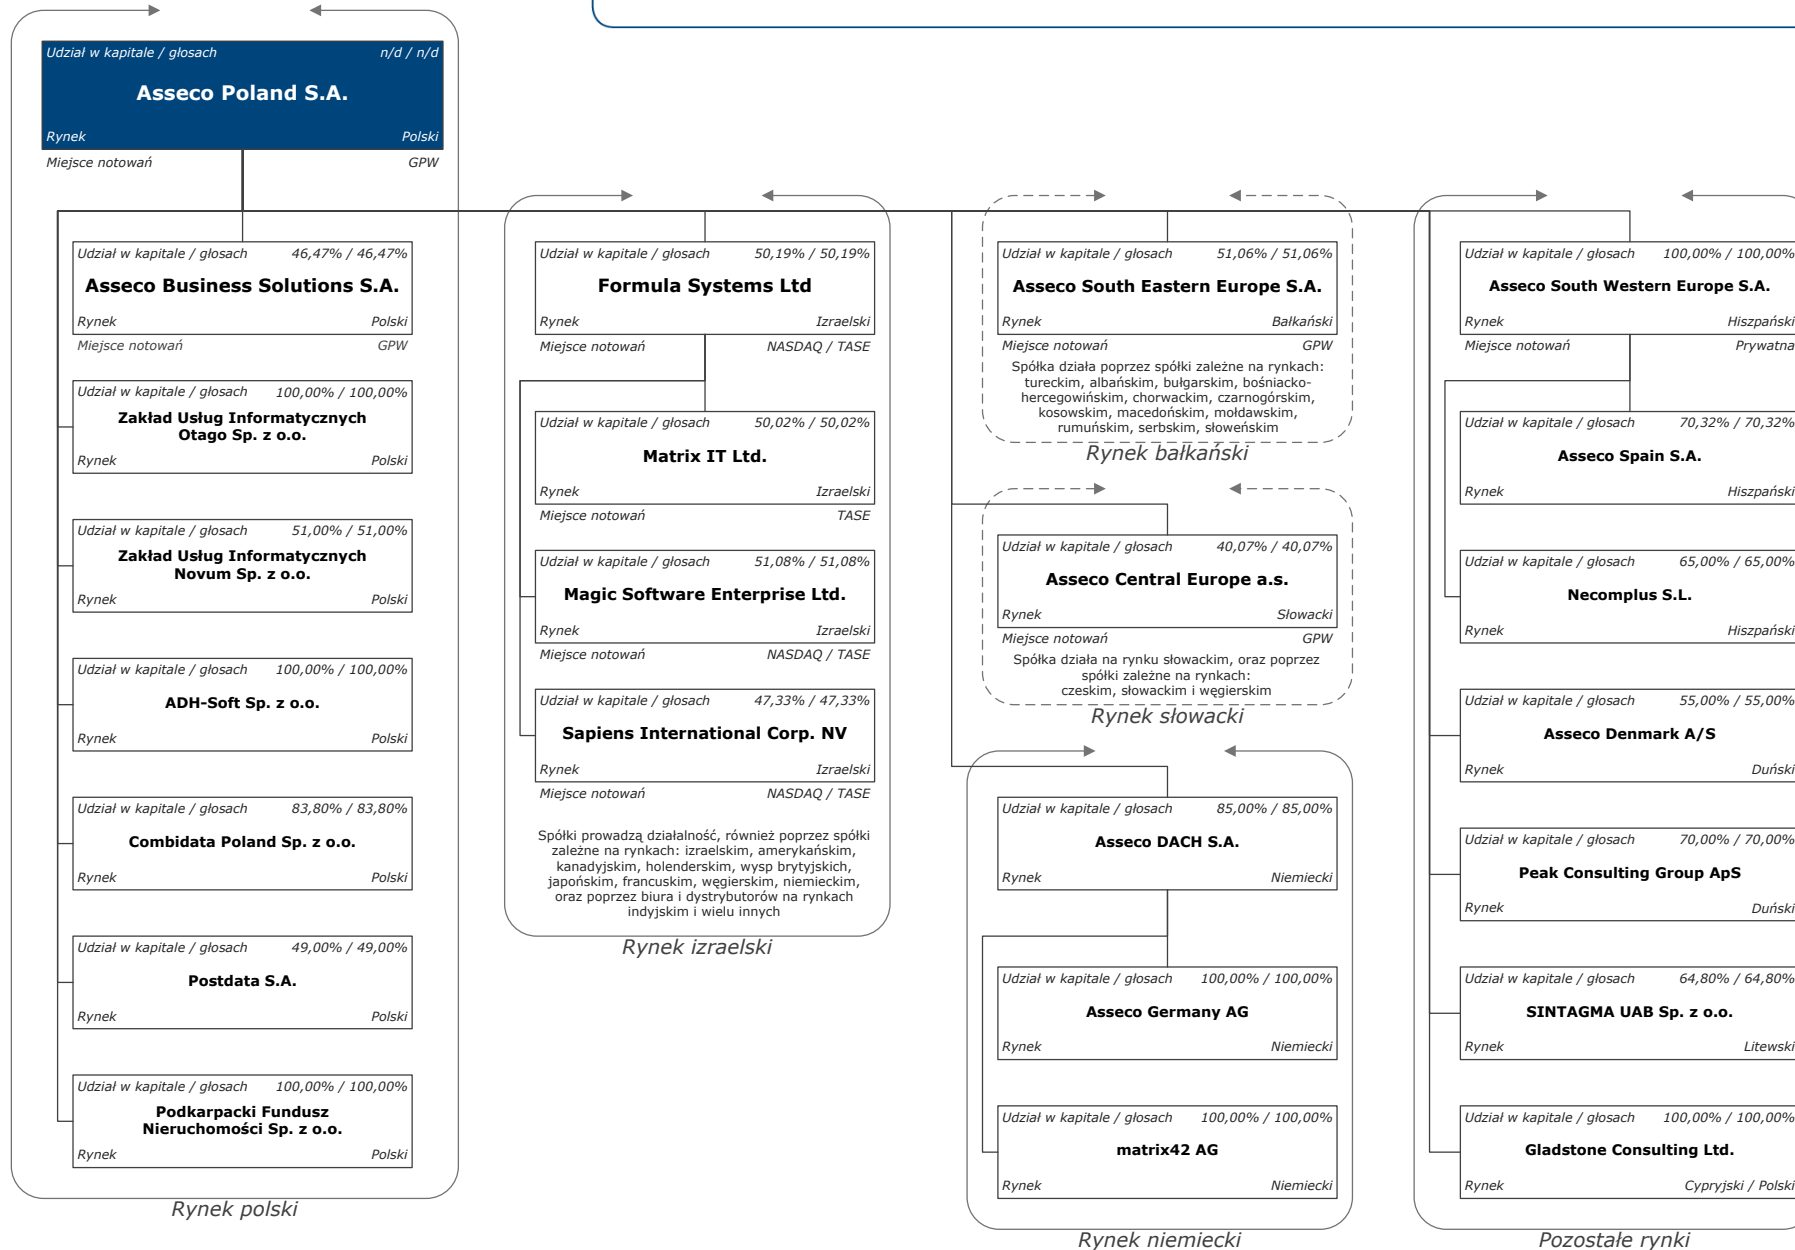 Udział w kapitale / głosach n/d / n/d
Asseco Poland S.A.
Rynek Polski
Miejsce notowań GPW
Udział w kapitale / głosach 46,47% / 46,47%
Asseco Business Solutions S.A.
Rynek Polski
Miejsce notowań GPW
Udział w kapitale / głosach 100,00% / 100,00%
Zakład Usług Informatycznych
Otago Sp. z o.o.
Rynek Polski
Udział w kapitale / głosach 51,00% / 51,00%
Zakład Usług Informatycznych
Novum Sp. z o.o.
Rynek Polski
Udział w kapitale / głosach 100,00% / 100,00%
ADH-Soft Sp. z o.o.
Rynek Polski
Udział w kapitale / głosach 83,80% / 83,80%
Combidata Poland Sp. z o.o.
Rynek Polski
Udział w kapitale / głosach 49,00% / 49,00%
Postdata S.A.
Rynek Polski
Udział w kapitale / głosach 100,00% / 100,00%
Podkarpacki Fundusz
Nieruchomości Sp. z o.o.
Rynek Polski
Rynek polski
Udział w kapitale / głosach 50,19% / 50,19%
Formula Systems Ltd
Rynek Izraelski
Miejsce notowań NASDAQ / TASE
Udział w kapitale / głosach 50,02% / 50,02%
Matrix IT Ltd.
Rynek Izraelski
Miejsce notowań TASE
Udział w kapitale / głosach 51,08% / 51,08%
Magic Software Enterprise Ltd.
Rynek Izraelski
Miejsce notowań NASDAQ / TASE
Udział w kapitale / głosach 47,33% / 47,33%
Sapiens International Corp. NV
Rynek Izraelski
Miejsce notowań NASDAQ / TASE
Spółki prowadzą działalność, również poprzez spółki
zależne na rynkach: izraelskim, amerykańskim,
kanadyjskim, holenderskim, wysp brytyjskich,
japońskim, francuskim, węgierskim, niemieckim,
oraz poprzez biura i dystrybutorów na rynkach
indyjskim i wielu innych
Rynek izraelski
Udział w kapitale / głosach 51,06% / 51,06%
Asseco South Eastern Europe S.A.
Rynek Bałkański
Miejsce notowań GPW
Spółka działa poprzez spółki zależne na rynkach:
tureckim, albańskim, bułgarskim, bośniacko-
hercegowińskim, chorwackim, czarnogórskim,
kosowskim, macedońskim, mołdawskim,
rumuńskim, serbskim, słoweńskim
Rynek bałkański
Udział w kapitale / głosach 40,07% / 40,07%
Asseco Central Europe a.s.
Rynek Słowacki
Miejsce notowań GPW
Spółka działa na rynku słowackim, oraz poprzez
spółki zależne na rynkach:
czeskim, słowackim i węgierskim
Rynek słowacki
Udział w kapitale / głosach 85,00% / 85,00%
Asseco DACH S.A.
Rynek Niemiecki
Udział w kapitale / głosach 100,00% / 100,00%
Asseco Germany AG
Rynek Niemiecki
Udział w kapitale / głosach 100,00% / 100,00%
matrix42 AG
Rynek Niemiecki
Rynek niemiecki
Udział w kapitale / głosach 100,00% / 100,00%
Asseco South Western Europe S.A.
Rynek Hiszpański
Miejsce notowań Prywatna
Udział w kapitale / głosach 70,32% / 70,32%
Asseco Spain S.A.
Rynek Hiszpański
Udział w kapitale / głosach 65,00% / 65,00%
Necomplus S.L.
Rynek Hiszpański
Udział w kapitale / głosach 55,00% / 55,00%
Asseco Denmark A/S
Rynek Duński
Udział w kapitale / głosach 70,00% / 70,00%
Peak Consulting Group ApS
Rynek Duński
Udział w kapitale / głosach 64,80% / 64,80%
SINTAGMA UAB Sp. z o.o.
Rynek Litewski
Udział w kapitale / głosach 100,00% / 100,00%
Gladstone Consulting Ltd.
Rynek Cypryjski / Polski
Pozostałe rynki